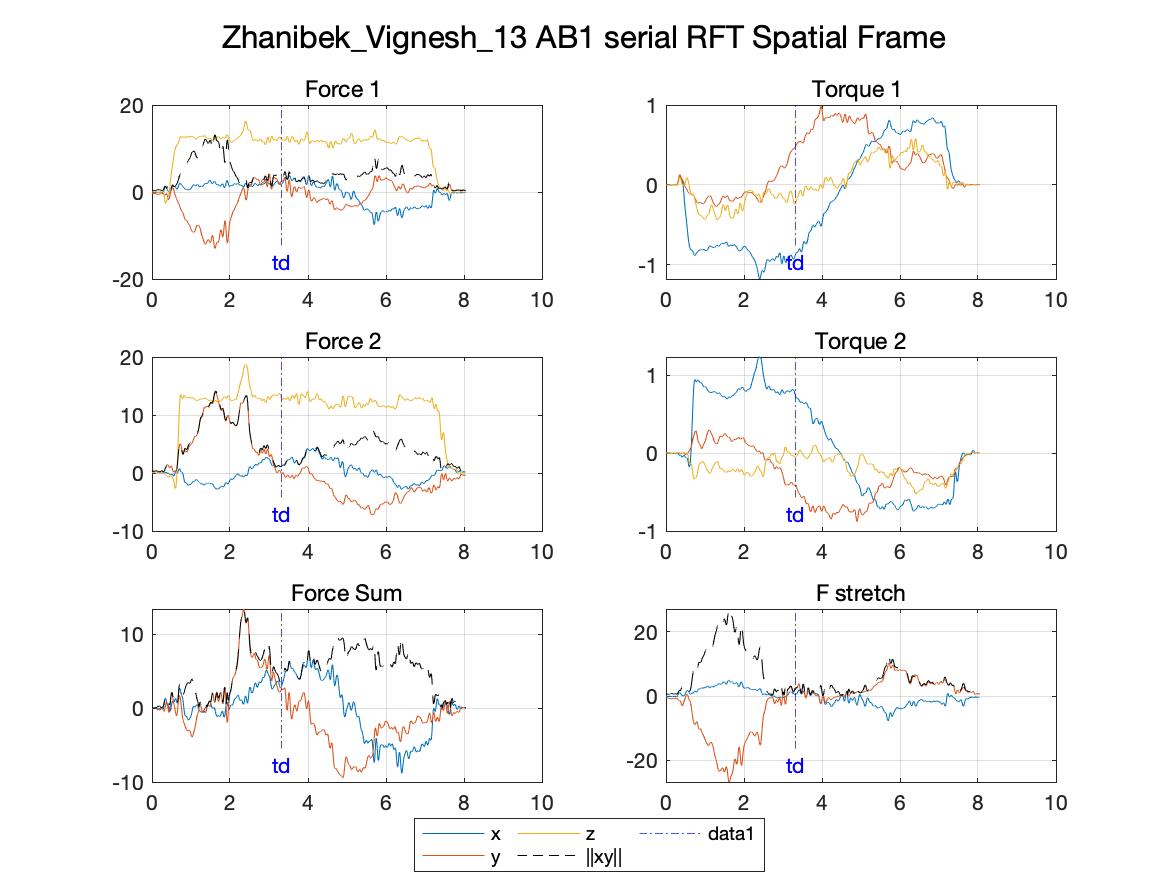 Zhanibek_Vignesh_13 AB1 serial RFT Spatial Frame
Force 1
20
0
-20
0 2 4 6 8 10
td
Torque 1
1
0
-1
0 2 4 6 8 10
td
Force 2
20
10
0
-10
0 2 4 6 8 10
td
Torque 2
1
0
-1
0 2 4 6 8 10
td
Force Sum
10
0
-10
0 2 4 6 8 10
td
F stretch
20
0
-20
0 2 4 6 8 10
td
x z data1
y ||xy||